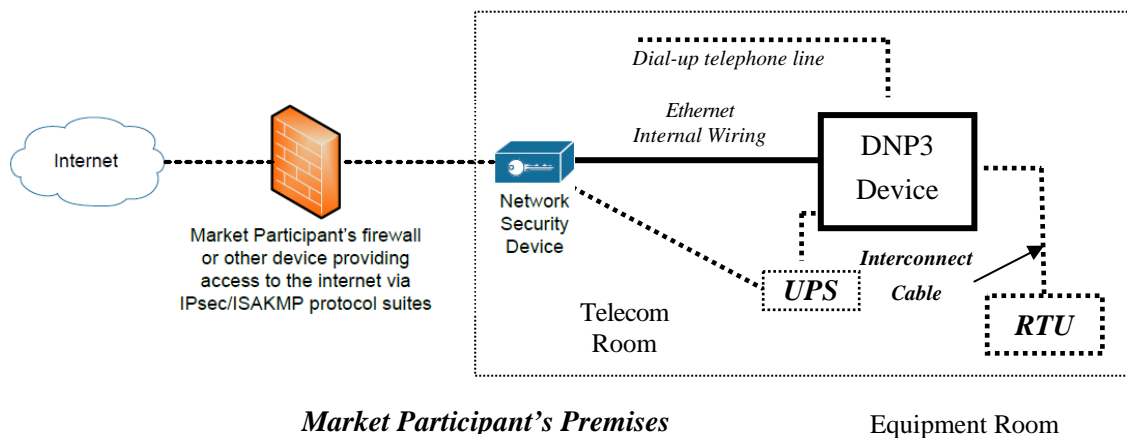 Dial-up telephone line
Ethernet
Internal Wiring
DNP3
Device
Internet
Network
Security
Device
Market Participant's firewall
or other device providing
access to the internet via
IPsec/ISAKMP protocol suites
Interconnect
Cable
UPS
RTU
Telecom
Room
Market Participant's Premises
Equipment Room